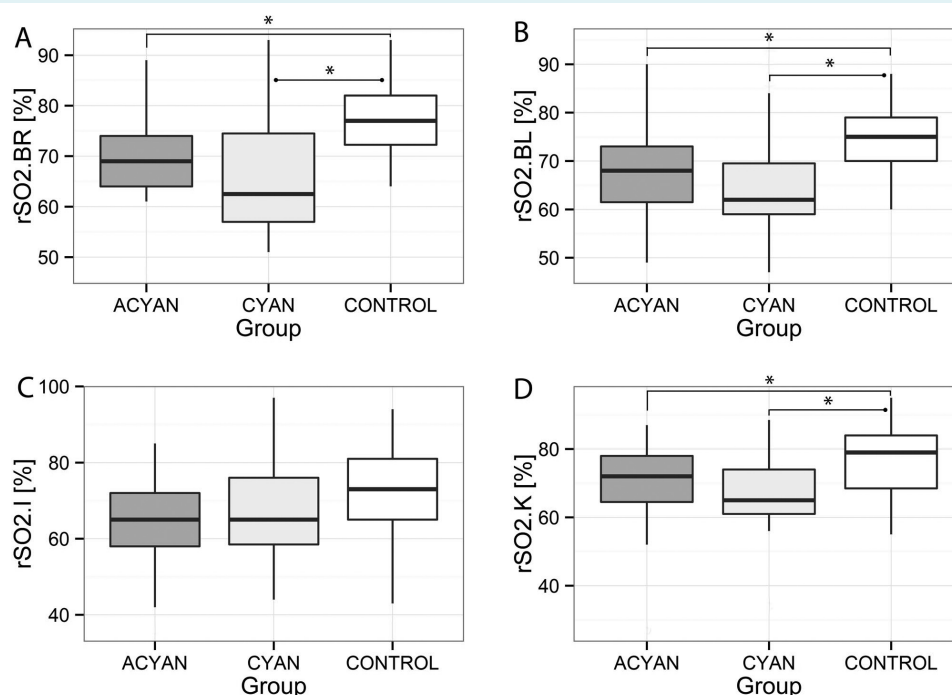 A
*
*
rSO2.BR [%]
90
80
70
60
50
ACYAN CYAN CONTROL
Group
B
*
*
rSO2.BL [%]
90
80
70
60
50
ACYAN CYAN CONTROL
Group
C
rSO2.I [%]
100
80
60
40
ACYAN CYAN CONTROL
Group
D
*
*
rSO2.K [%]
80
60
40
ACYAN CYAN CONTROL
Group